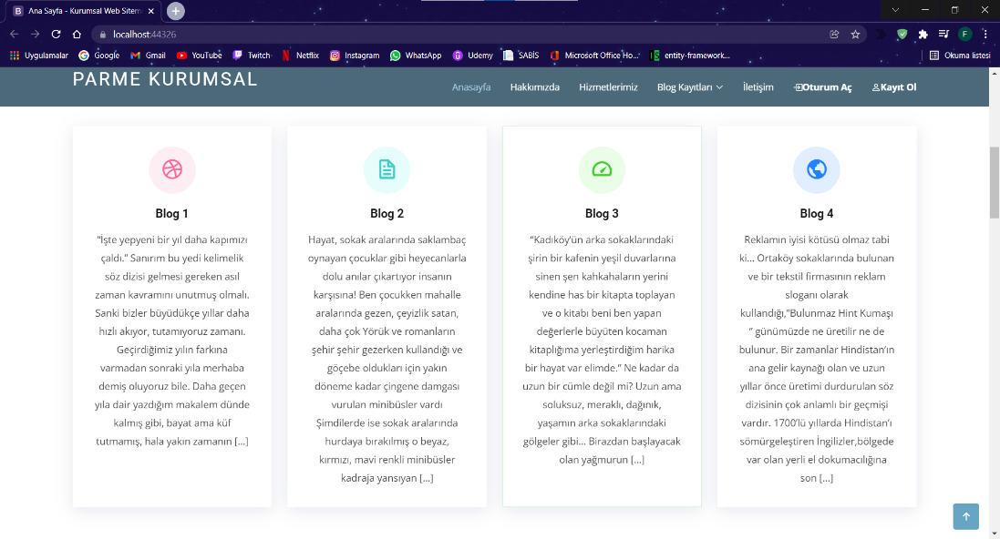 Ana Sayfa - Kurumsal Web Sitem
localhost:44326
Uygulamalar Google Gmail YouTube Twitch Netflix Instagram WhatsApp Udemy SABİS Microsoft Office Ho... entity-framework... Okuma listesi
PARME KURUMSAL
Anasayfa Hakkımızda Hizmetlerimiz Blog Kayıtları İletişim Oturum Aç Kayıt Ol
Blog 1
“İşte yepyeni bir yıl daha kapımızı
çaldı.” Sanırım bu yedi kelimelik
söz dizisi gelmesi gereken asıl
zaman kavramını unutmuş olmalı.
Sanki bizler büyüdükçe yıllar daha
hızlı akıyor, tutamıyoruz zamanı.
Geçirdiğimiz yılın farkına
varmadan sonraki yıla merhaba
demiş oluyoruz bile. Daha geçen
yıla dair yazdığım makalem dünde
kalmış gibi, bayat ama küf
tutmamış, hala yakın zamanın [...]
Blog 2
Hayat, sokak aralarında saklambaç
oynayan çocuklar gibi heyecanlarla
dolu anılar çıkartıyor insanın
karşısına! Ben çocukken mahalle
aralarında gezen, çeyizlik satan,
daha çok Yörük ve romanların
şehir şehir gezerken kullandığı ve
göçebe oldukları için yakın
döneme kadar çingene damgası
vurulan minibüsler vardı
Şimdilerde ise sokak aralarında
hurdaya bırakılmış o beyaz,
kırmızı, mavi renkli minibüsler
kadraja yansıyan [...]
Blog 3
“Kadıköy’ün arka sokaklarındaki
şirin bir kafenin yeşil duvarlarına
sinen şen kahkahaların yerini
kendine has bir kitapta toplayan
ve o kitabı beni ben yapan
değerlerle büyüten kocaman
kitaplığıma yerleştirdiğim harika
bir hayat var elimde.” Ne kadar da
uzun bir cümle değil mi? Uzun ama
soluksuz, meraklı, dağınık,
yaşamın arka sokaklarındaki
gölgeler gibi... Birazdan başlayacak
olan yağmurun [...]
Blog 4
Reklamın iyisi kötüsü olmaz tabi
ki... Ortaköy sokaklarında bulunan
ve bir tekstil firmasının reklam
sloganı olarak
kullandığı,”Bulunmaz Hint Kumaşı
“ günümüzde ne üretilir ne de
bulunur. Bir zamanlar Hindistan’ın
ana gelir kaynağı olan ve uzun
yıllar önce üretimi durdurulan söz
dizisinin çok anlamlı bir geçmişi
vardır. 1700’lü yıllarda Hindistan’ı
sömürgeleştiren İngilizler,bölgede
var olan yerli el dokumacılığına
son [...]